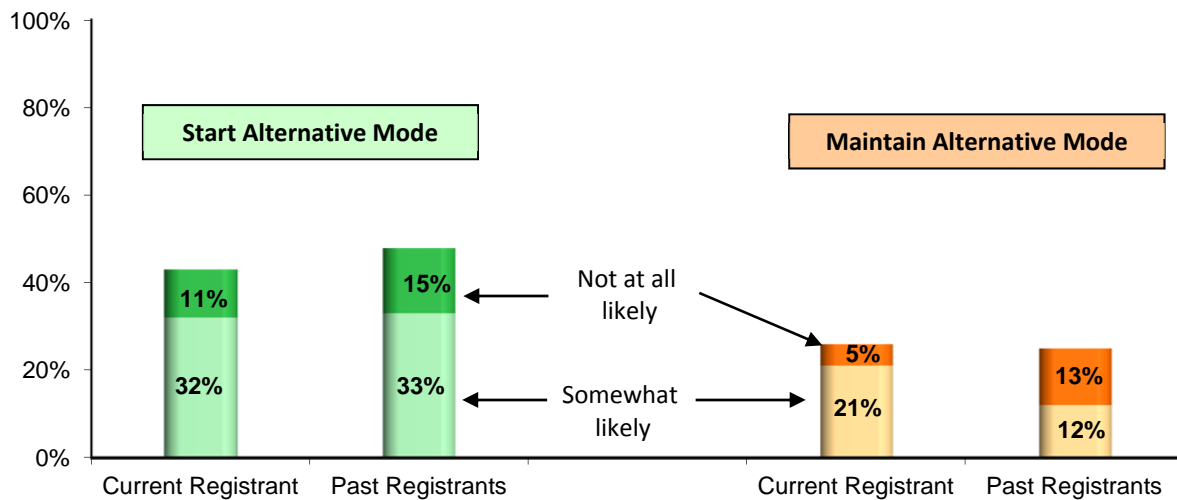 100%
80%
60%
40%
20%
0%
Start Alternative Mode
Maintain Alternative Mode
11%
32%
15%
33%
Not at all
likely
Somewhat
likely
5%
21%
13%
12%
Current Registrant
Past Registrants
Current Registrant
Past Registrants